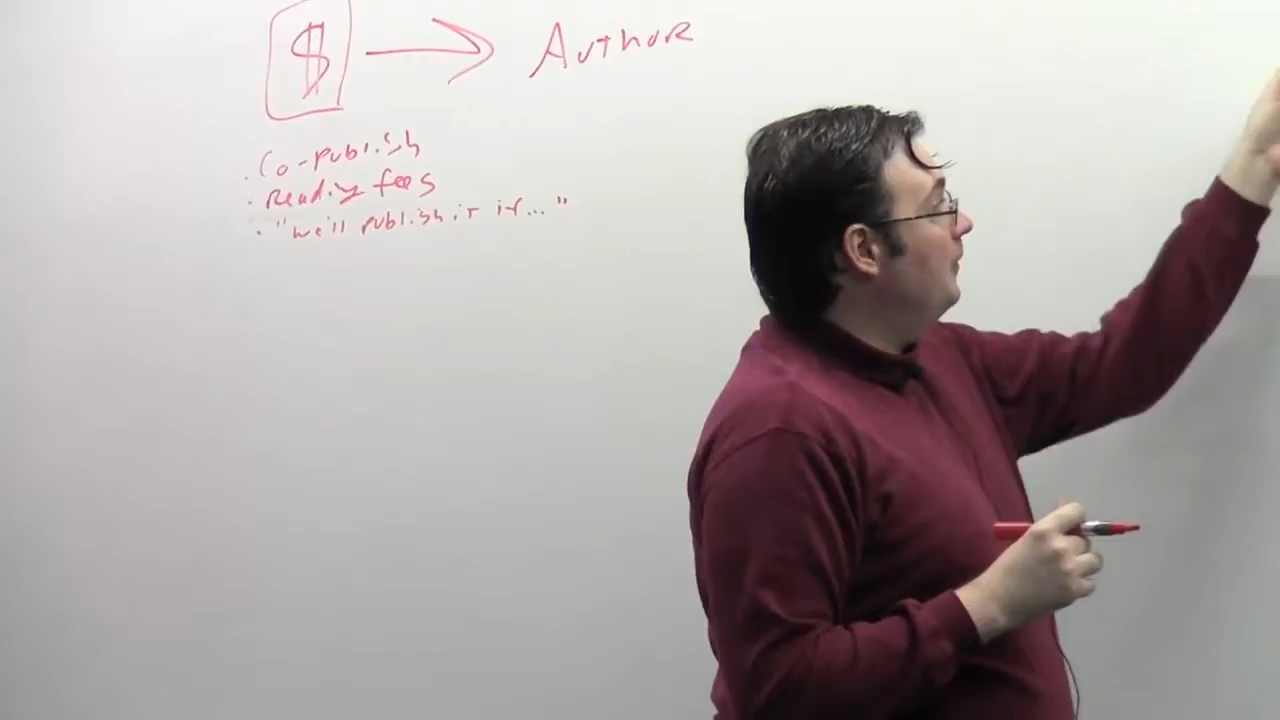 $ → AuthoR
. Co-publish
. Reading fees
. "we'll publish it if..."